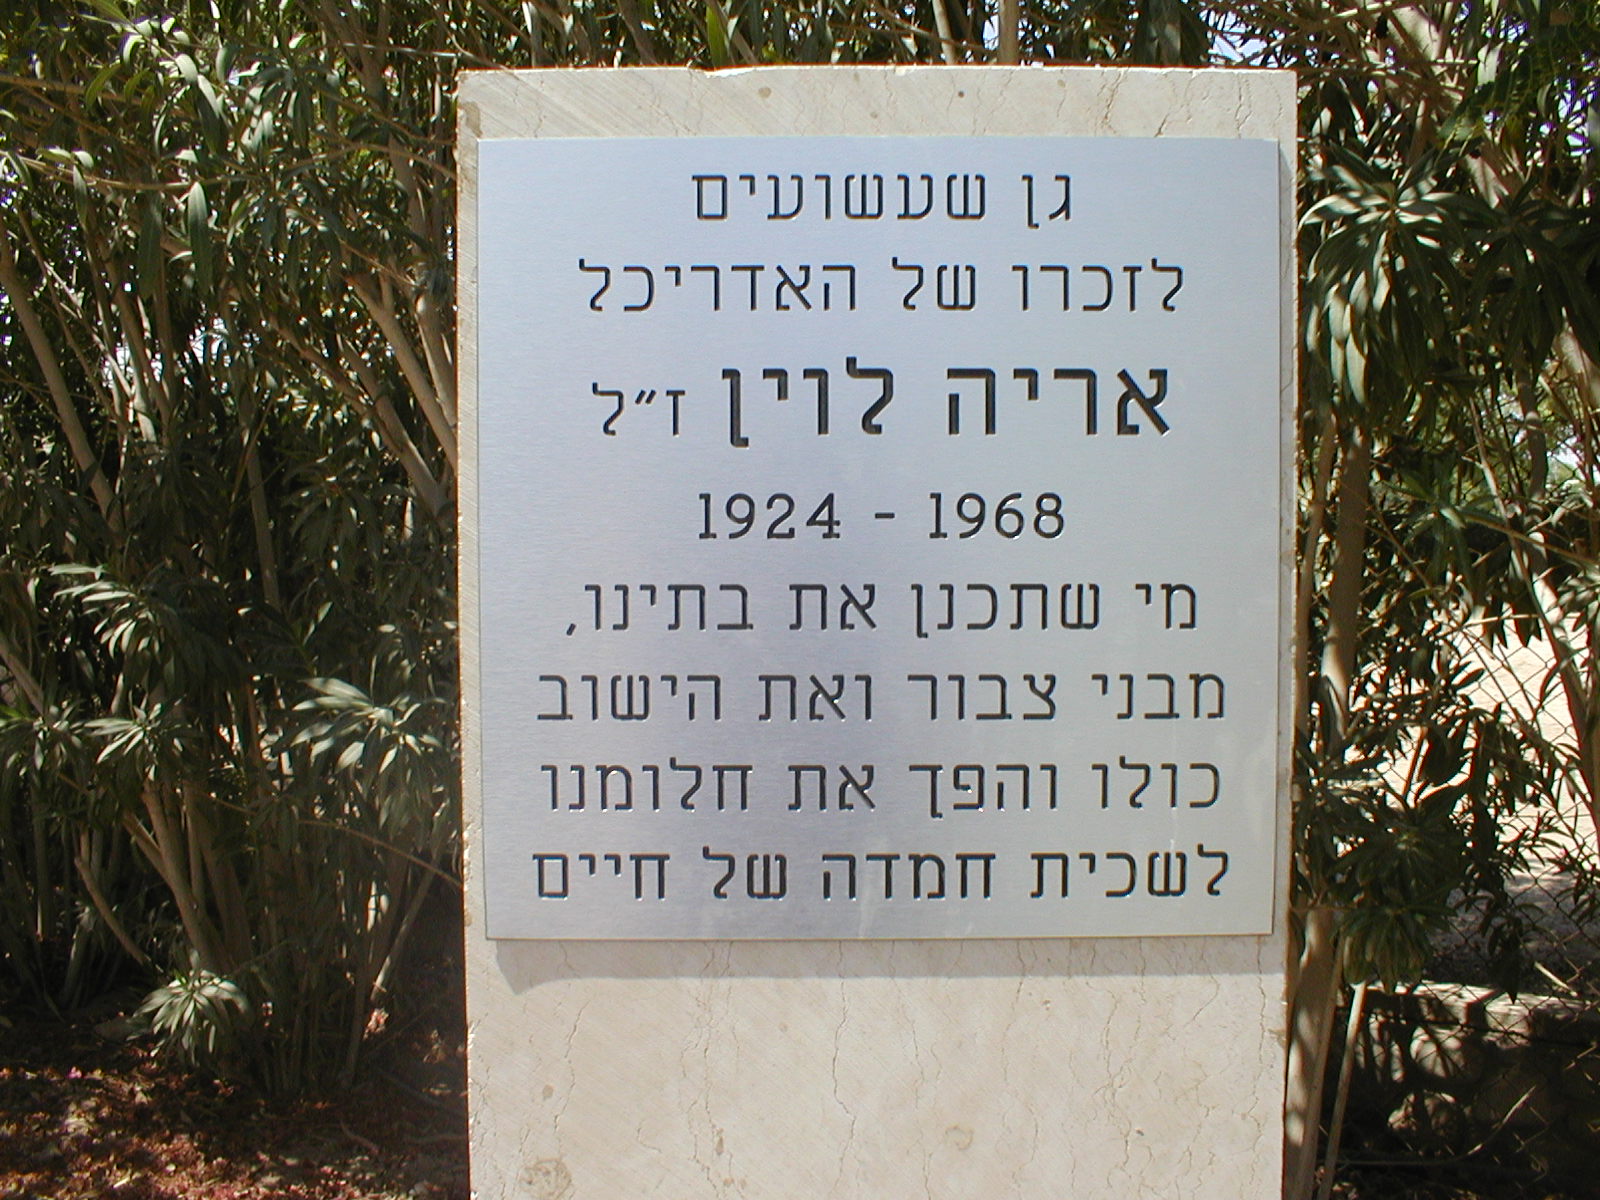 גן שעשועים
לזכרו של האדריכל
אריה לוין ז״ל
1924 - 1968
מי שתכנן את בתינו,
מבני צבור ואת הישוב
כולו והפך את חלומנו
לשכית חמדה של חיים